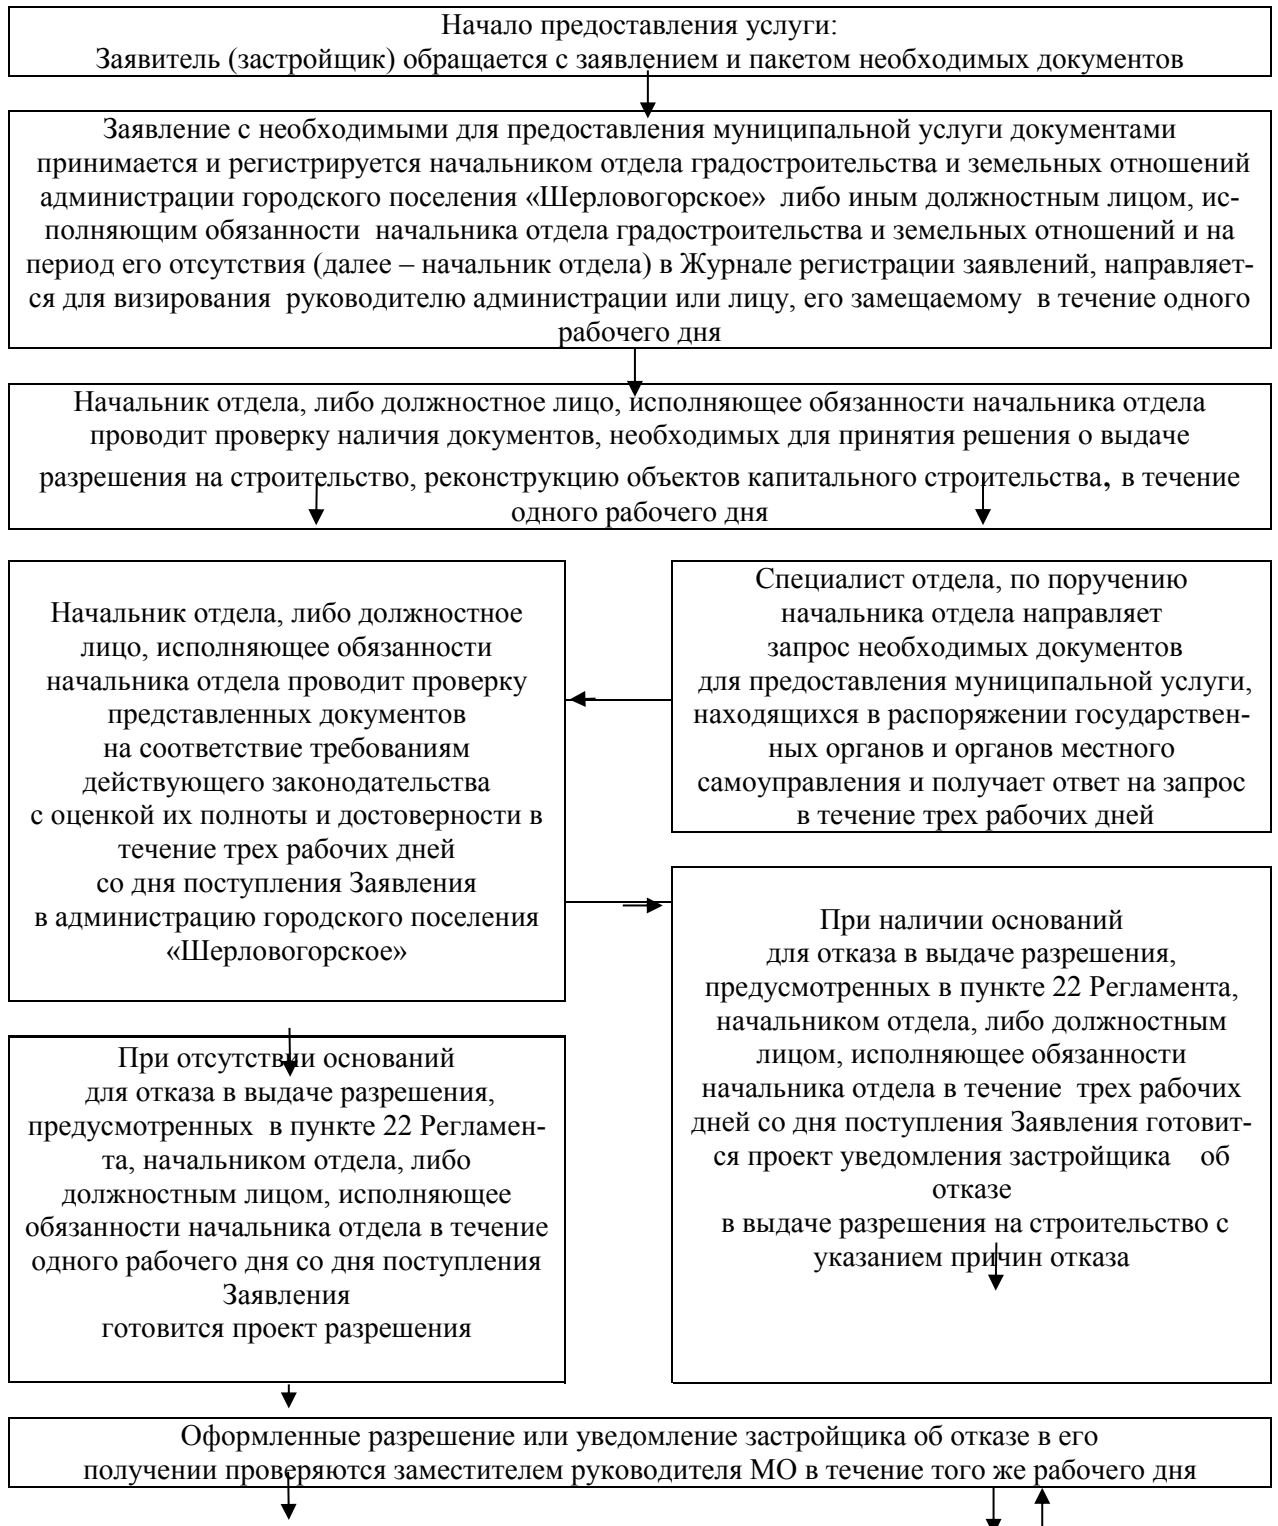 Начало предоставления услуги:
Заявитель (застройщик) обращается с заявлением и пакетом необходимых документов
Заявление с необходимыми для предоставления муниципальной услуги документами
принимается и регистрируется начальником отдела градостроительства и земельных отношений
администрации городского поселения «Шерловогорское» либо иным должностным лицом, ис-
полняющим обязанности начальника отдела градостроительства и земельных отношений и на
период его отсутствия (далее – начальник отдела) в Журнале регистрации заявлений, направляет-
ся для визирования руководителю администрации или лицу, его замещаемому в течение одного
рабочего дня
Начальник отдела, либо должностное лицо, исполняющее обязанности начальника отдела
проводит проверку наличия документов, необходимых для принятия решения о выдаче
разрешения на строительство, реконструкцию объектов капитального строительства, в течение
одного рабочего дня
Начальник отдела, либо должностное
лицо, исполняющее обязанности
начальника отдела проводит проверку
представленных документов
на соответствие требованиям
действующего законодательства
с оценкой их полноты и достоверности в
течение трех рабочих дней
со дня поступления Заявления
в администрацию городского поселения
«Шерловогорское»
Специалист отдела, по поручению
начальника отдела направляет
запрос необходимых документов
для предоставления муниципальной услуги,
находящихся в распоряжении государствен-
ных органов и органов местного
самоуправления и получает ответ на запрос
в течение трех рабочих дней
При наличии оснований
для отказа в выдаче разрешения,
предусмотренных в пункте 22 Регламента,
начальником отдела, либо должностным
лицом, исполняющее обязанности
начальника отдела в течение трех рабочих
дней со дня поступления Заявления готовит-
ся проект уведомления застройщика об
отказе
в выдаче разрешения на строительство с
указанием причин отказа
При отсутствии оснований
для отказа в выдаче разрешения,
предусмотренных в пункте 22 Регламен-
та, начальником отдела, либо
должностным лицом, исполняющее
обязанности начальника отдела в течение
одного рабочего дня со дня поступления
Заявления
готовится проект разрешения
Оформленные разрешение или уведомление застройщика об отказе в его
получении проверяются заместителем руководителя МО в течение того же рабочего дня